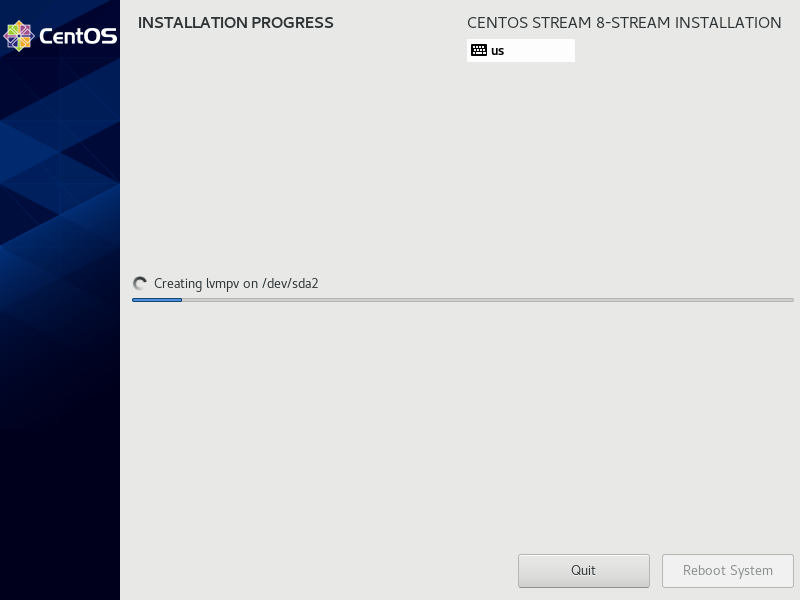 CentOS
INSTALLATION PROGRESS
CENTOS STREAM 8-STREAM INSTALLATION
us
Creating lvmpv on /dev/sda2
Quit
Reboot System